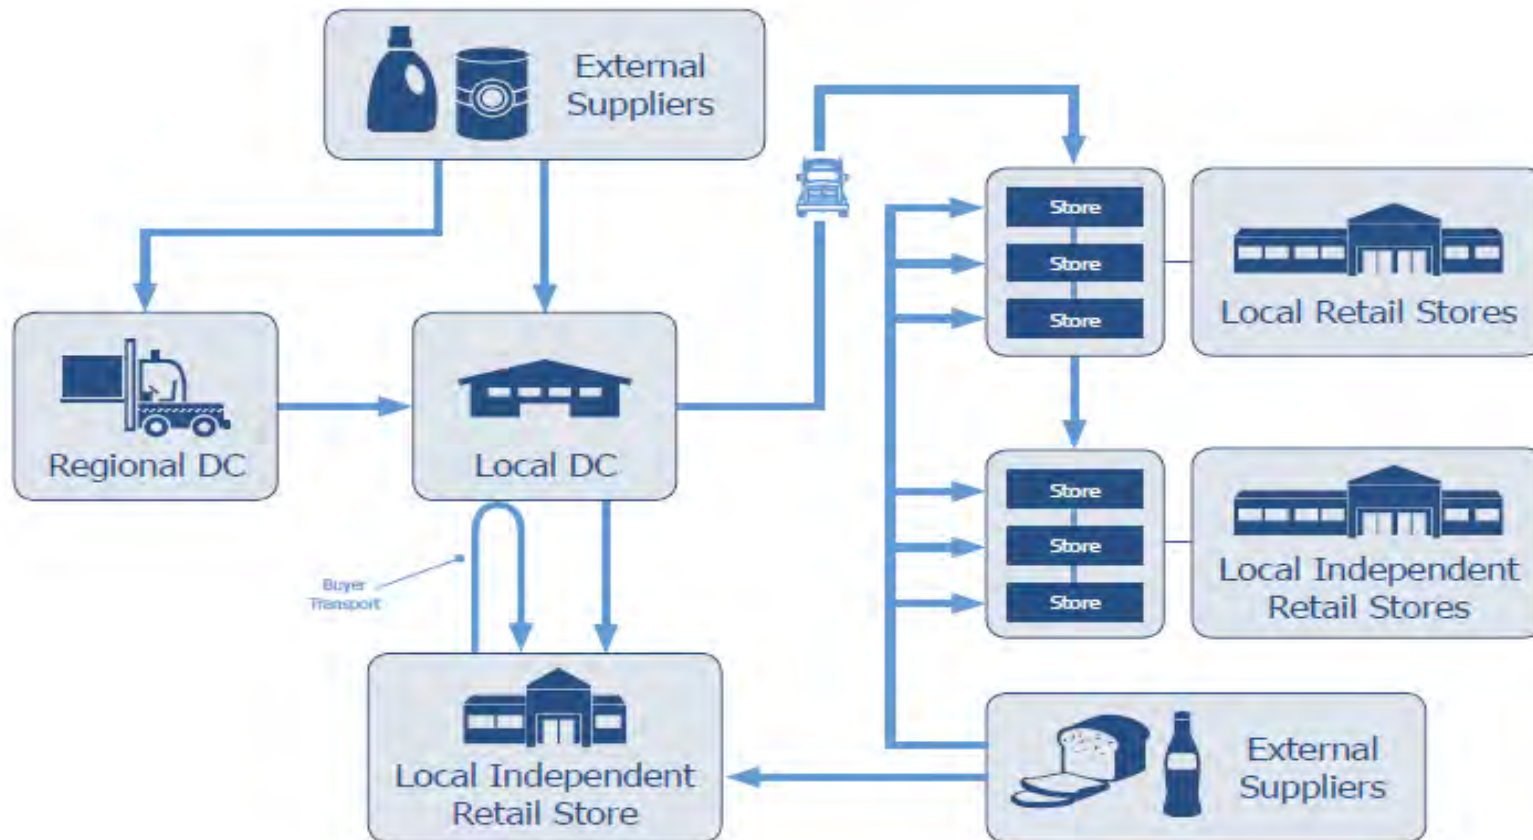 External
Suppliers
Store
Store
Store
Local Retail Stores
Regional DC
Local DC
Store
Store
Store
Local Independent
Retail Stores
Buyer
Transport
Local Independent
Retail Store
External
Suppliers